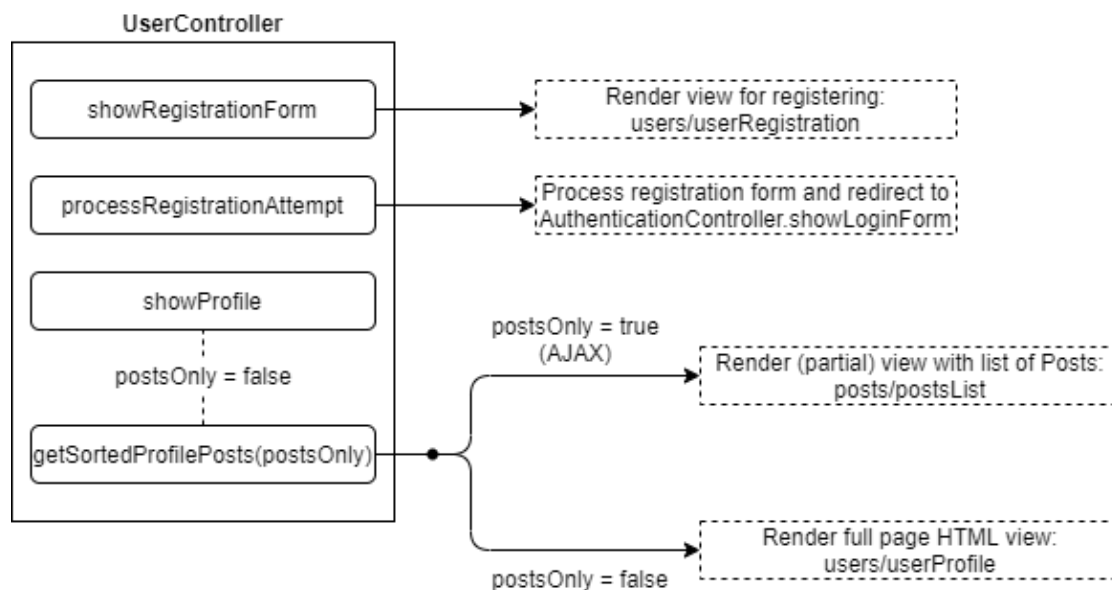 UserController
showRegistrationForm
Render view for registering:
users/userRegistration
processRegistrationAttempt
Process registration form and redirect to
AuthenticationController.showLoginForm
showProfile
postsOnly = false
getSortedProfilePosts(postsOnly)
postsOnly = true
(AJAX)
Render (partial) view with list of Posts:
posts/postsList
postsOnly = false
Render full page HTML view:
users/userProfile